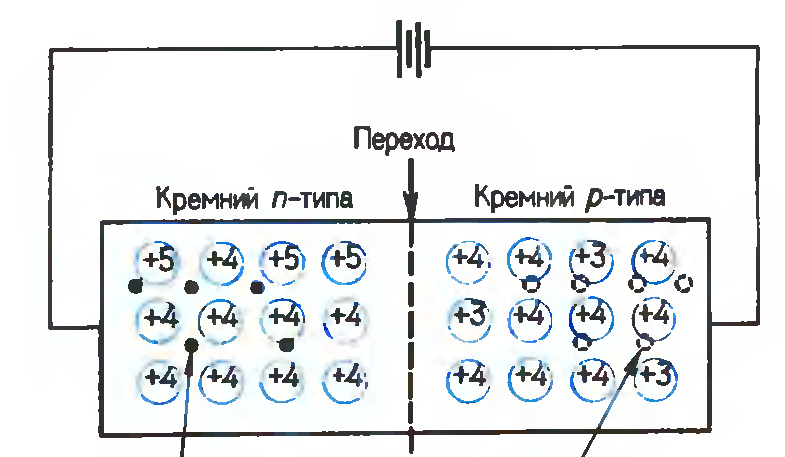 Переход
Кремний n-типа
Кремний p-типа
+5 +4 +5 +5
+4 +4 +3 +4
+4 +4 +4 +4
+3 +4 +4 +4
+4 +4 +4 +4
+4 +4 +4 +3